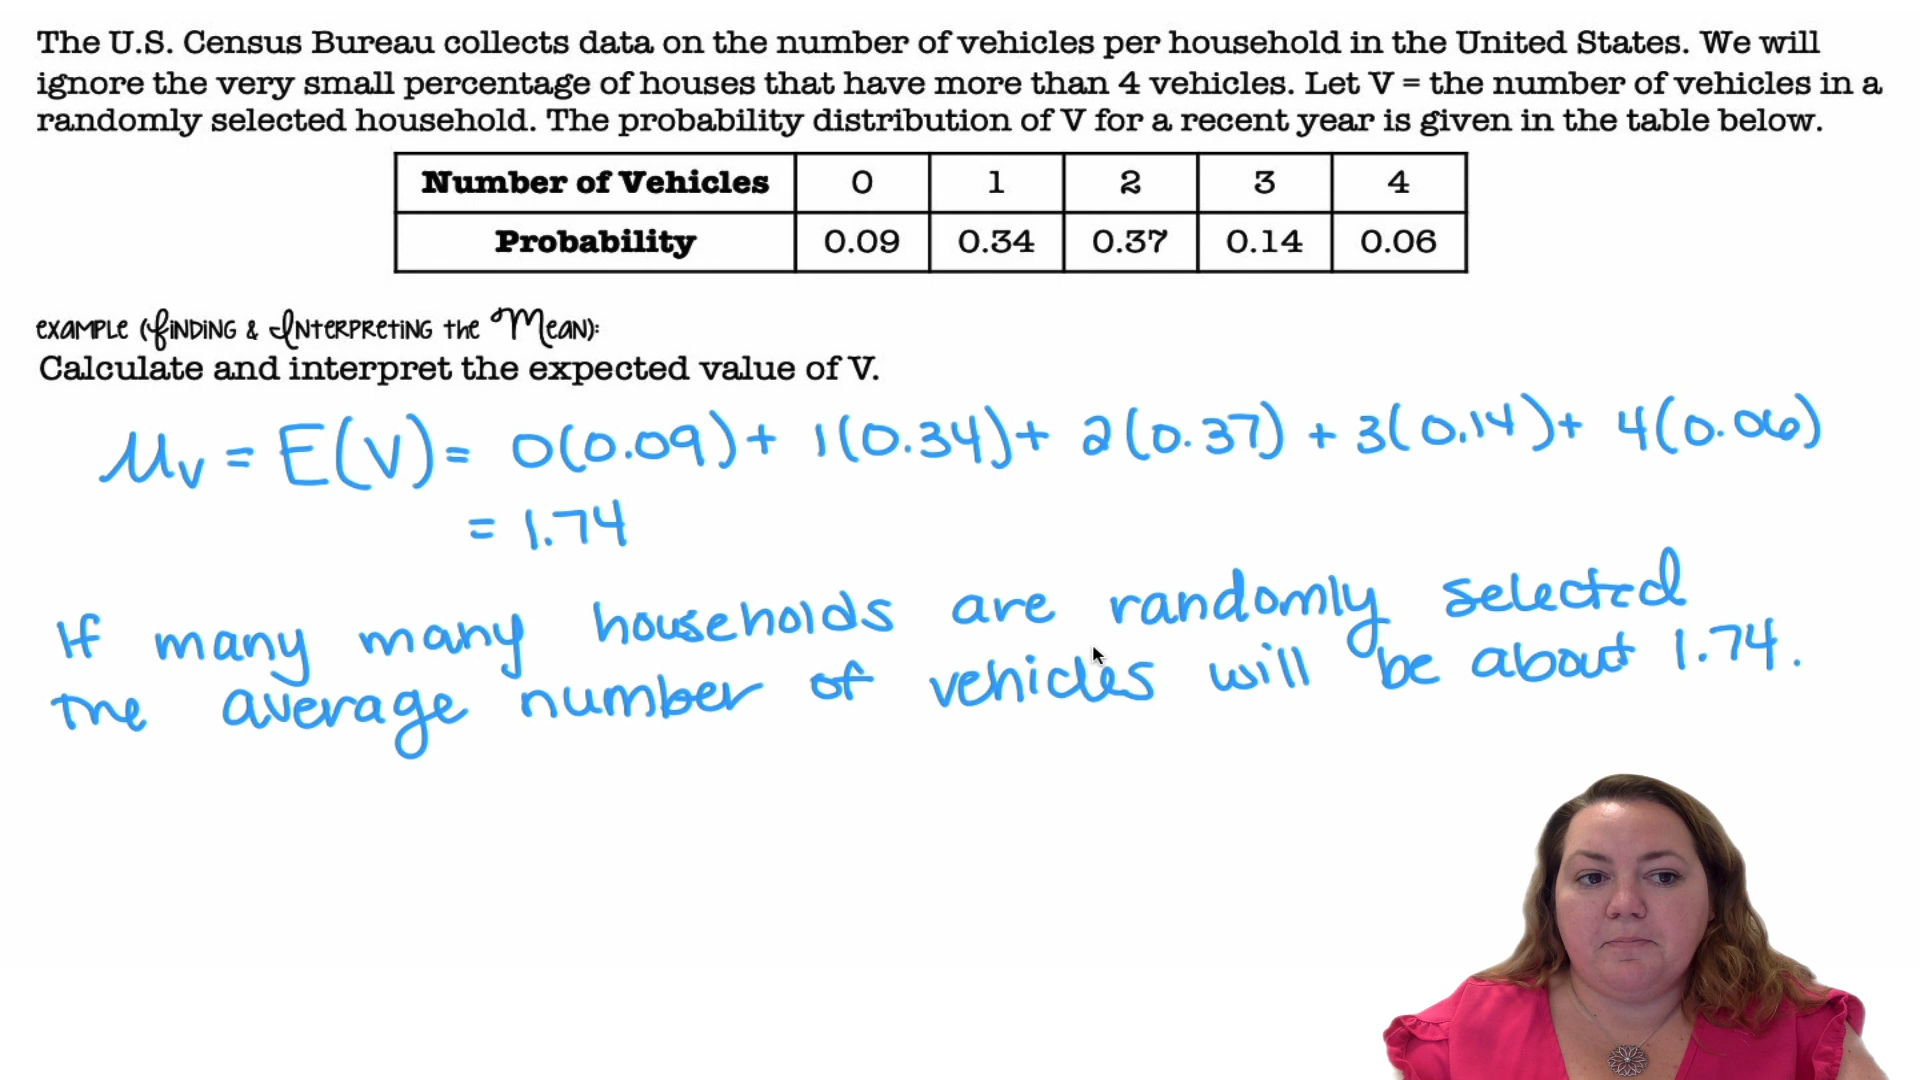 The U.S. Census Bureau collects data on the number of vehicles per household in the United States. We will
ignore the very small percentage of houses that have more than 4 vehicles. Let V = the number of vehicles in a
randomly selected household. The probability distribution of V for a recent year is given in the table below.
Number of Vehicles 0 1 2 3 4
Probability 0.09 0.34 0.37 0.14 0.06
Example (Finding & Interpreting the Mean):
Calculate and interpret the expected value of V.
μᵥ = E(V) = 0(0.09) + 1(0.34) + 2(0.37) + 3(0.14) + 4(0.06)
= 1.74
If many many households are randomly selected
the average number of vehicles will be about 1.74.